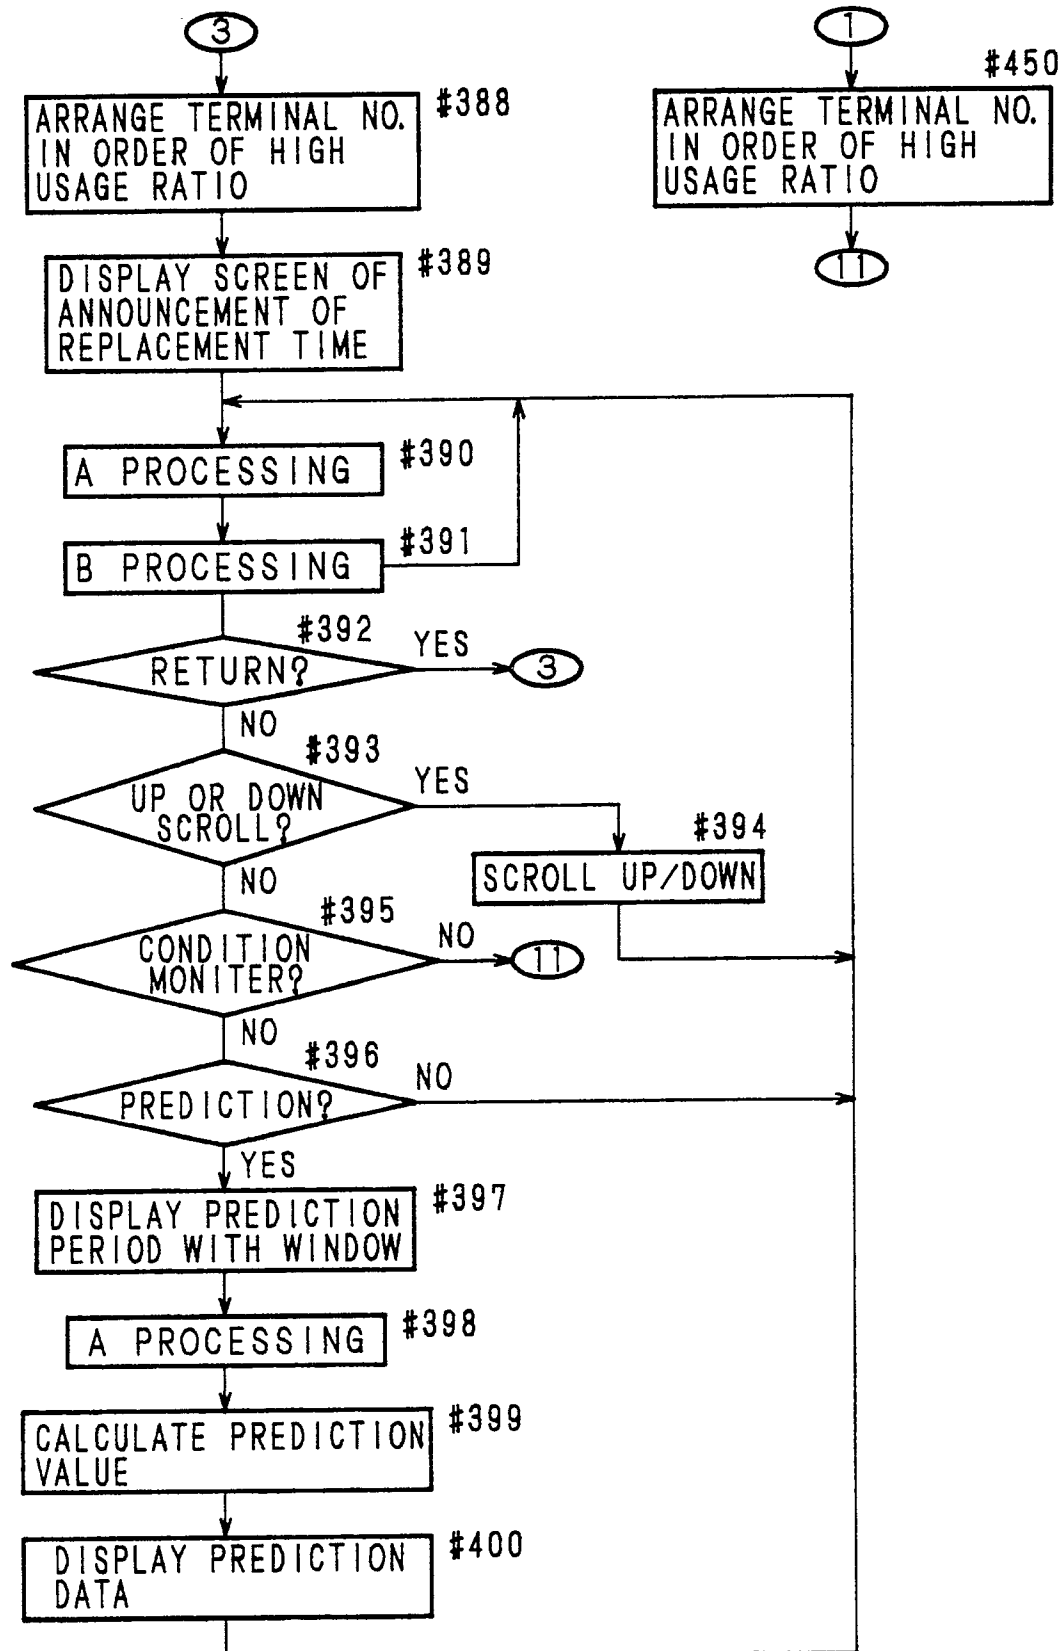 3
#388
ARRANGE TERMINAL NO.
IN ORDER OF HIGH
USAGE RATIO
#389
DISPLAY SCREEN OF
ANNOUNCEMENT OF
REPLACEMENT TIME
#390
A PROCESSING
#391
B PROCESSING
#392
RETURN?
YES
3
NO
#393
UP OR DOWN
SCROLL?
YES
#394
SCROLL UP/DOWN
NO
#395
CONDITION
MONITER?
NO
11
NO
#396
PREDICTION?
NO
YES
#397
DISPLAY PREDICTION
PERIOD WITH WINDOW
#398
A PROCESSING
#399
CALCULATE PREDICTION
VALUE
#400
DISPLAY PREDICTION
DATA
1
#450
ARRANGE TERMINAL NO.
IN ORDER OF HIGH
USAGE RATIO
11